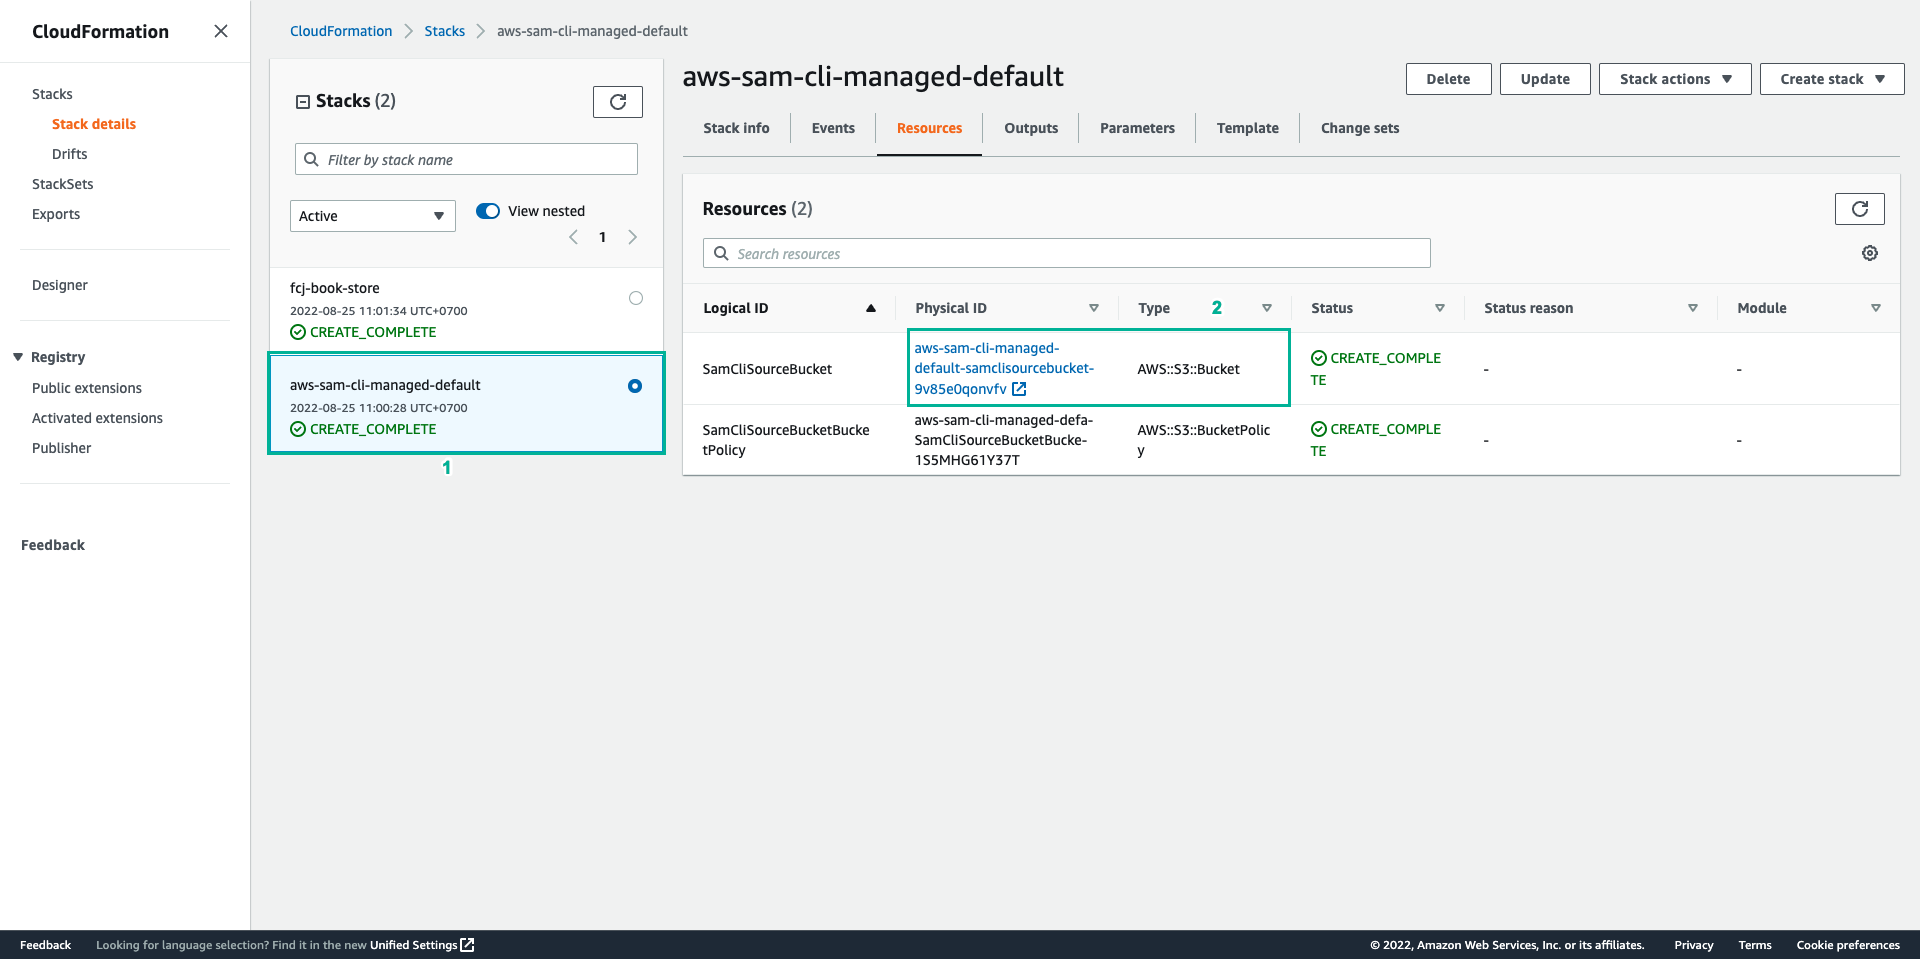 CloudFormation
Stacks
Stack details
Drifts
StackSets
Exports
Designer
Registry
Public extensions
Activated extensions
Publisher
Feedback
CloudFormation
Stacks
aws-sam-cli-managed-default
Stacks (2)
Filter by stack name
Active
View nested
1
fcj-book-store
2022-08-25 11:01:34 UTC+0700
CREATE_COMPLETE
aws-sam-cli-managed-default
2022-08-25 11:00:28 UTC+0700
CREATE_COMPLETE
1
aws-sam-cli-managed-default
Delete
Update
Stack actions
Create stack
Stack info
Events
Resources
Outputs
Parameters
Template
Change sets
Resources (2)
Search resources
Logical ID
Physical ID
Type
2
Status
Status reason
Module
SamCliSourceBucket
aws-sam-cli-managed-
default-samclisourcebucket-
9v85e0qonvfv
AWS::S3::Bucket
CREATE_COMPLE
TE
-
-
SamCliSourceBucketBucke
tPolicy
aws-sam-cli-managed-defa-
SamCliSourceBucketBucke-
1S5MHG61Y37T
AWS::S3::BucketPolic
y
CREATE_COMPLE
TE
-
-
Feedback
Looking for language selection? Find it in the new Unified Settings
© 2022, Amazon Web Services, Inc. or its affiliates.
Privacy
Terms
Cookie preferences